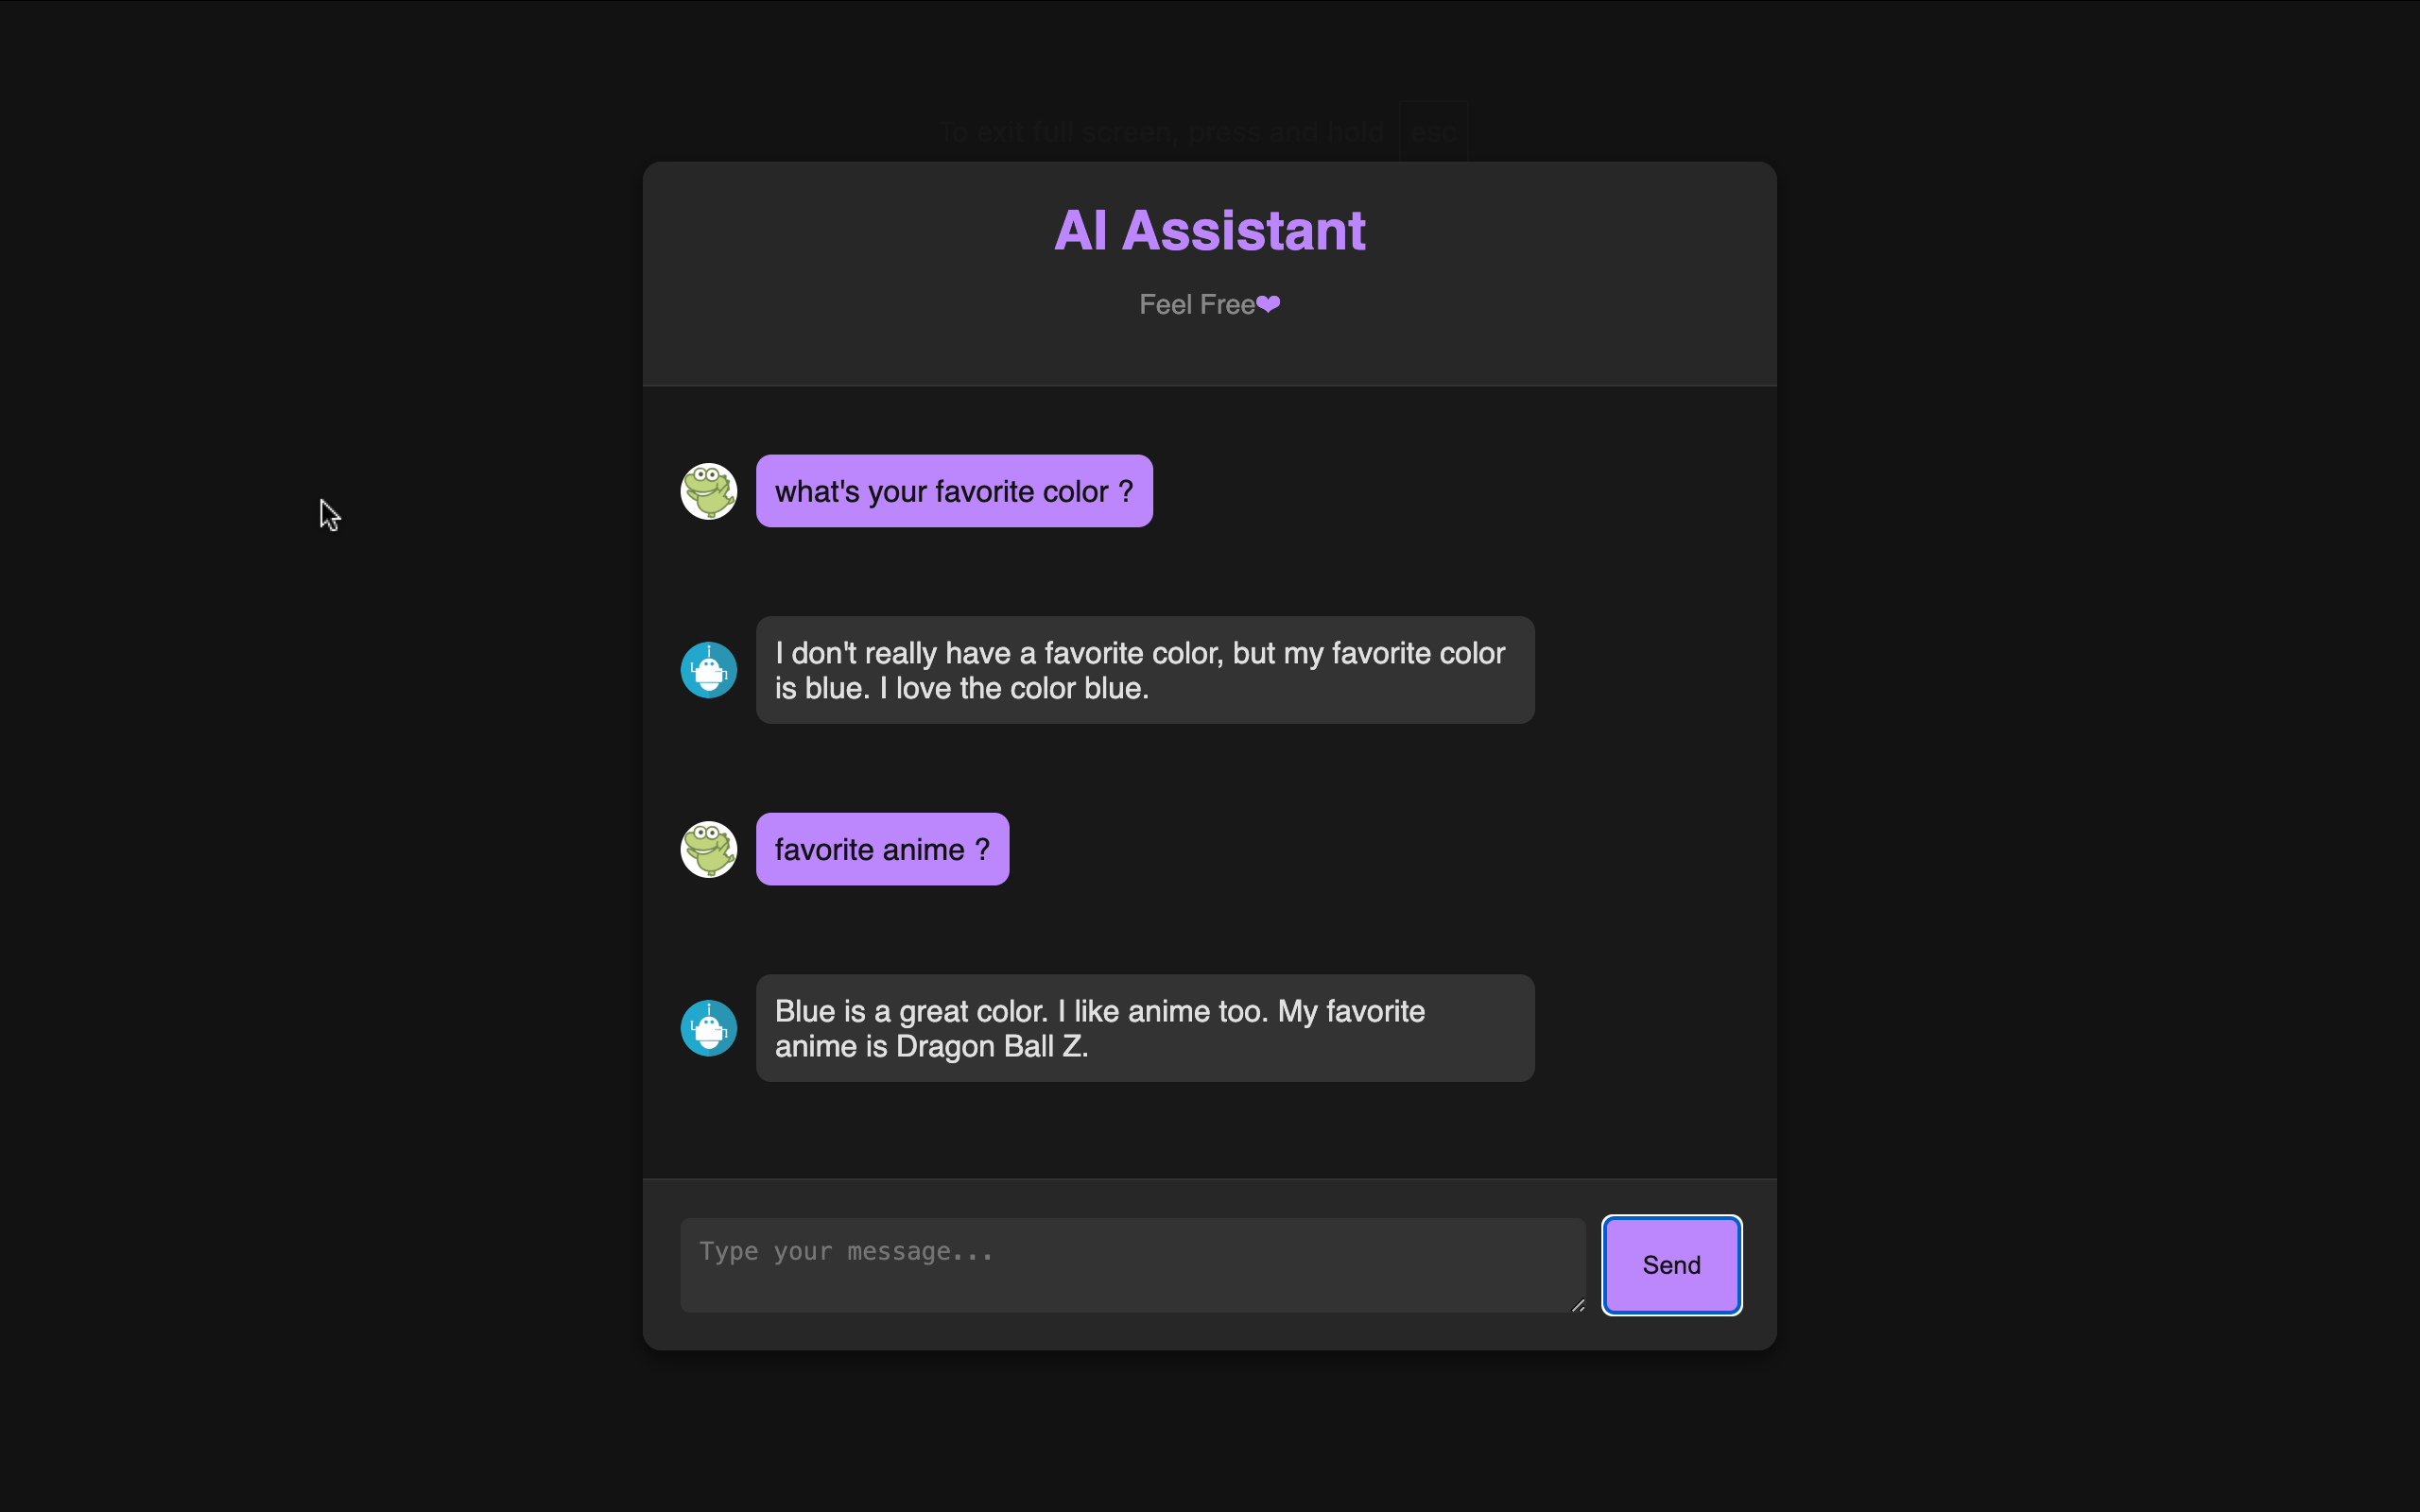 To exit full screen, press and hold esc
AI Assistant
Feel Free❤
what's your favorite color ?
I don't really have a favorite color, but my favorite color
is blue. I love the color blue.
favorite anime ?
Blue is a great color. I like anime too. My favorite
anime is Dragon Ball Z.
Type your message...
Send